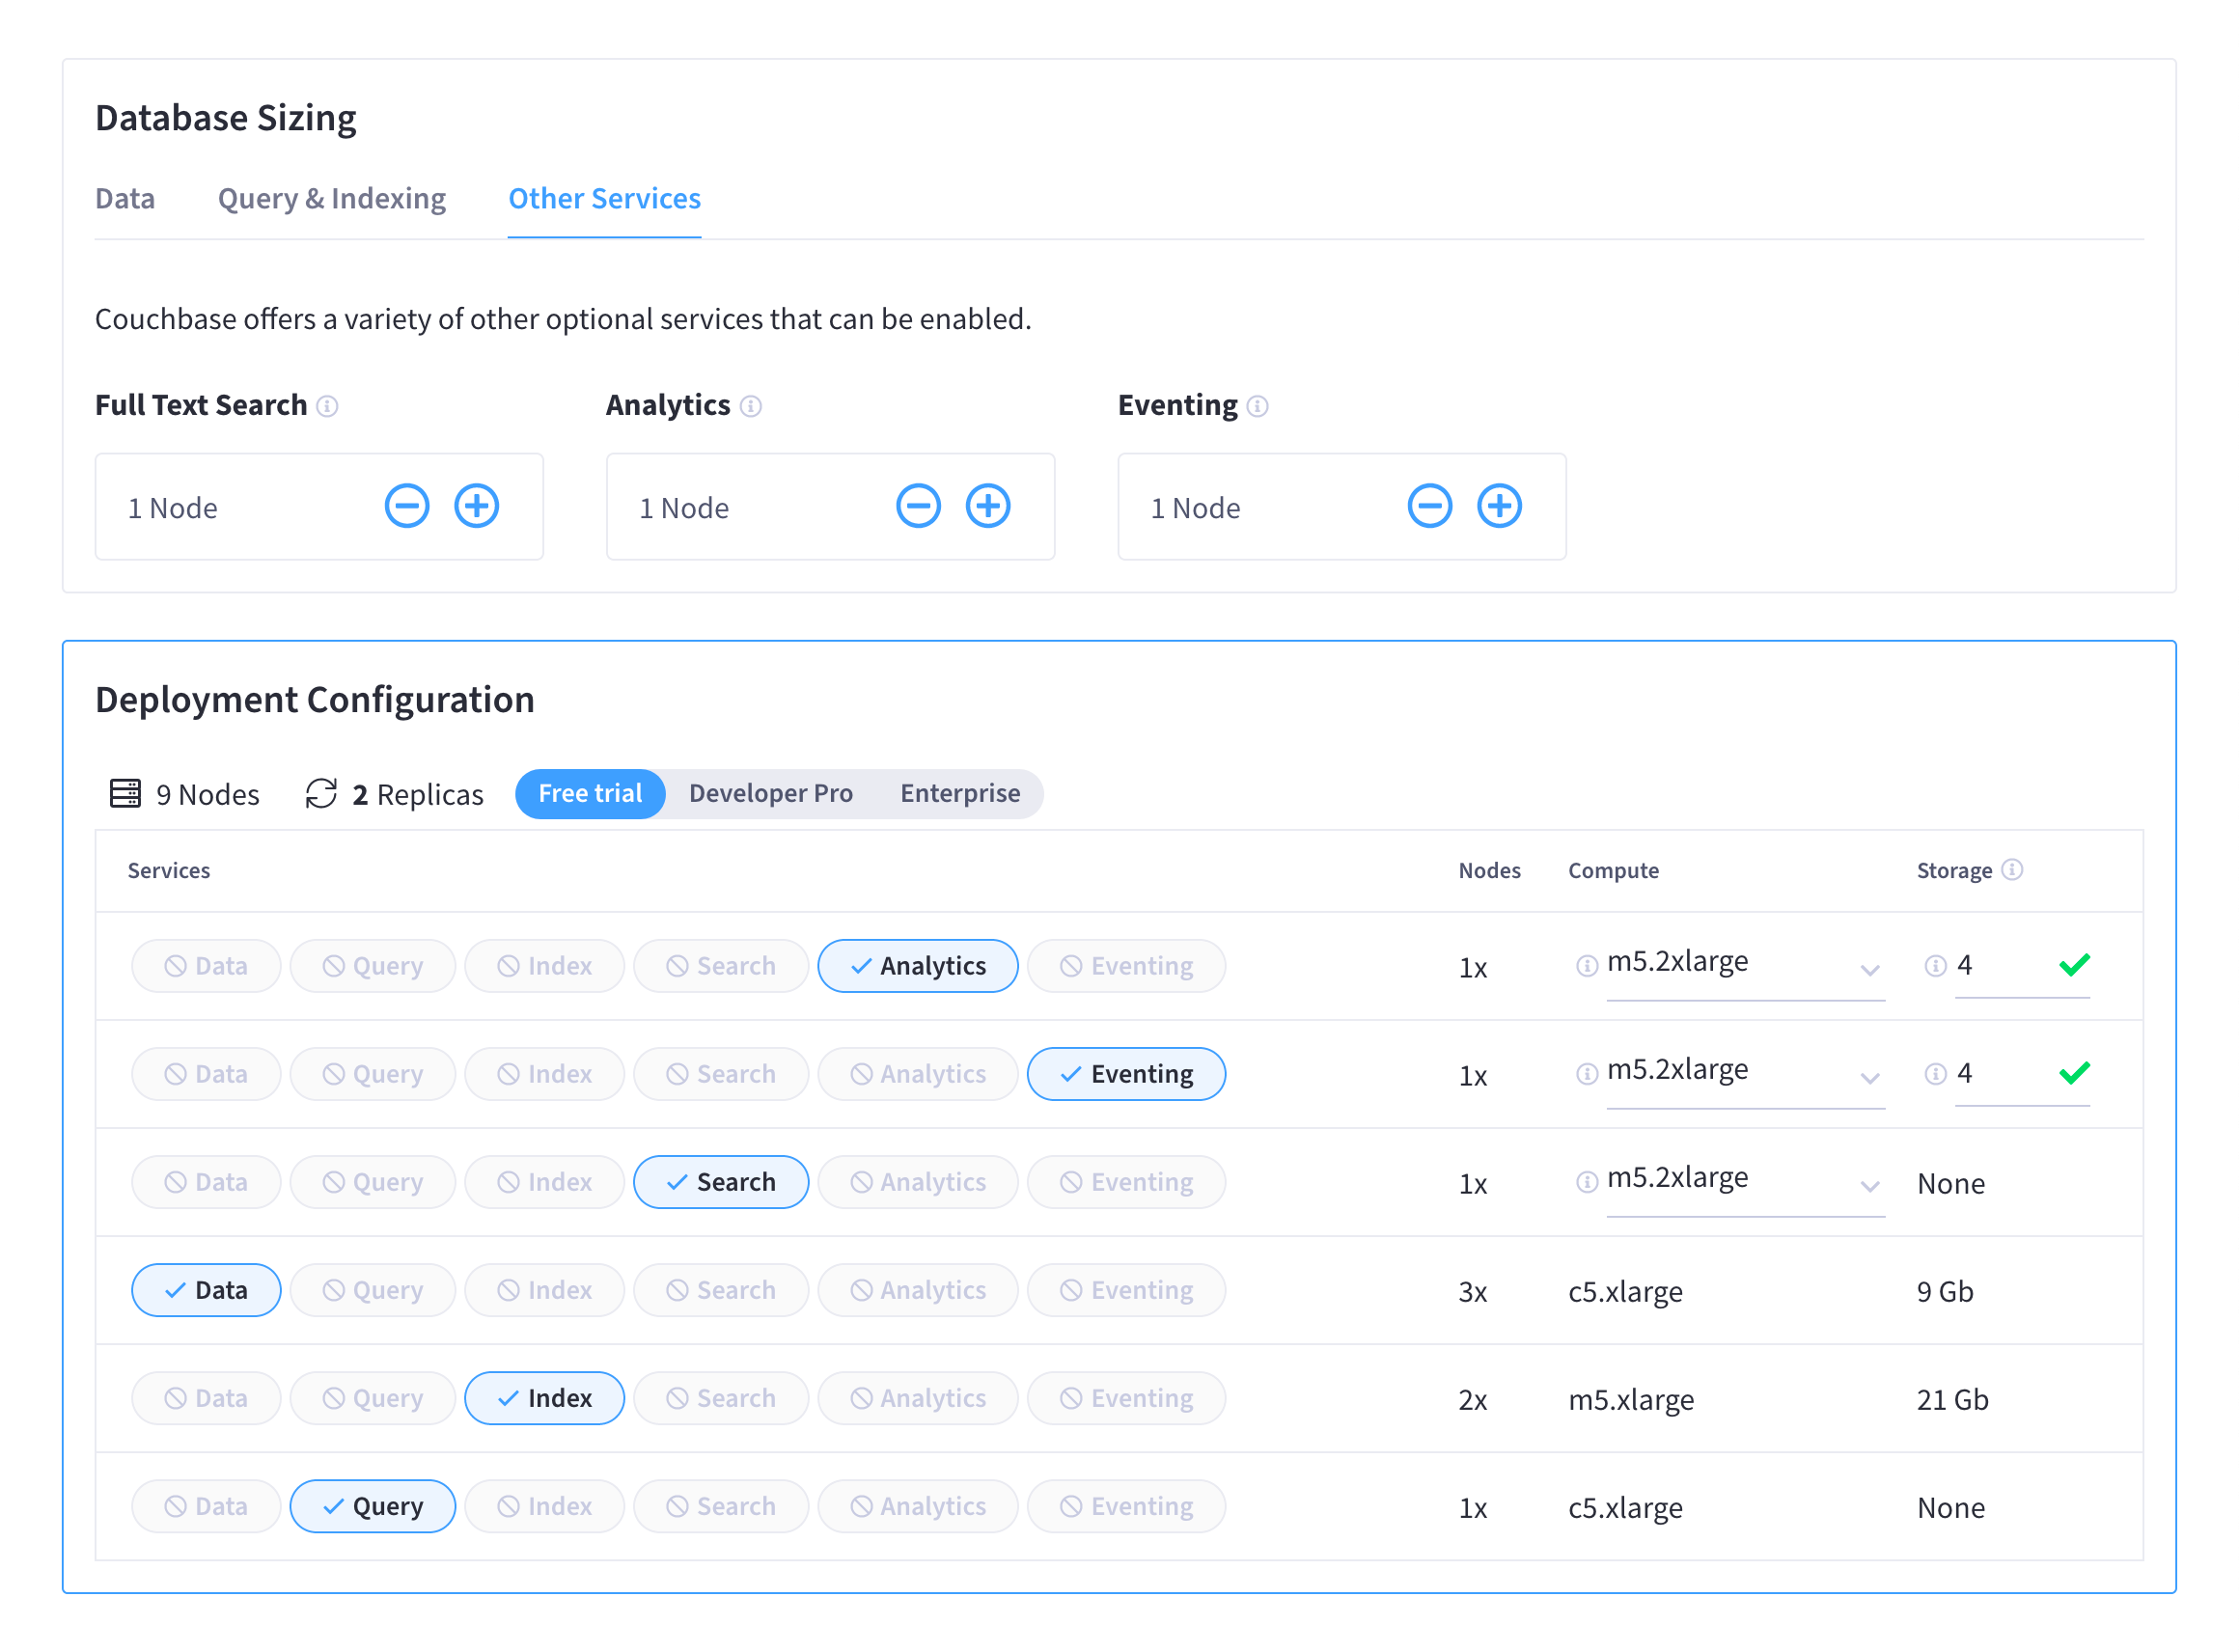 Database Sizing
Data Query & Indexing Other Services
Couchbase offers a variety of other optional services that can be enabled.
Full Text Search Analytics Eventing
1 Node 1 Node 1 Node
Deployment Configuration
9 Nodes 2 Replicas Free trial Developer Pro Enterprise
Services Nodes Compute Storage
Data Query Index Search Analytics Eventing 1x m5.2xlarge 4
Data Query Index Search Analytics Eventing 1x m5.2xlarge 4
Data Query Index Search Analytics Eventing 1x m5.2xlarge None
Data Query Index Search Analytics Eventing 3x c5.xlarge 9 Gb
Data Query Index Search Analytics Eventing 2x m5.xlarge 21 Gb
Data Query Index Search Analytics Eventing 1x c5.xlarge None